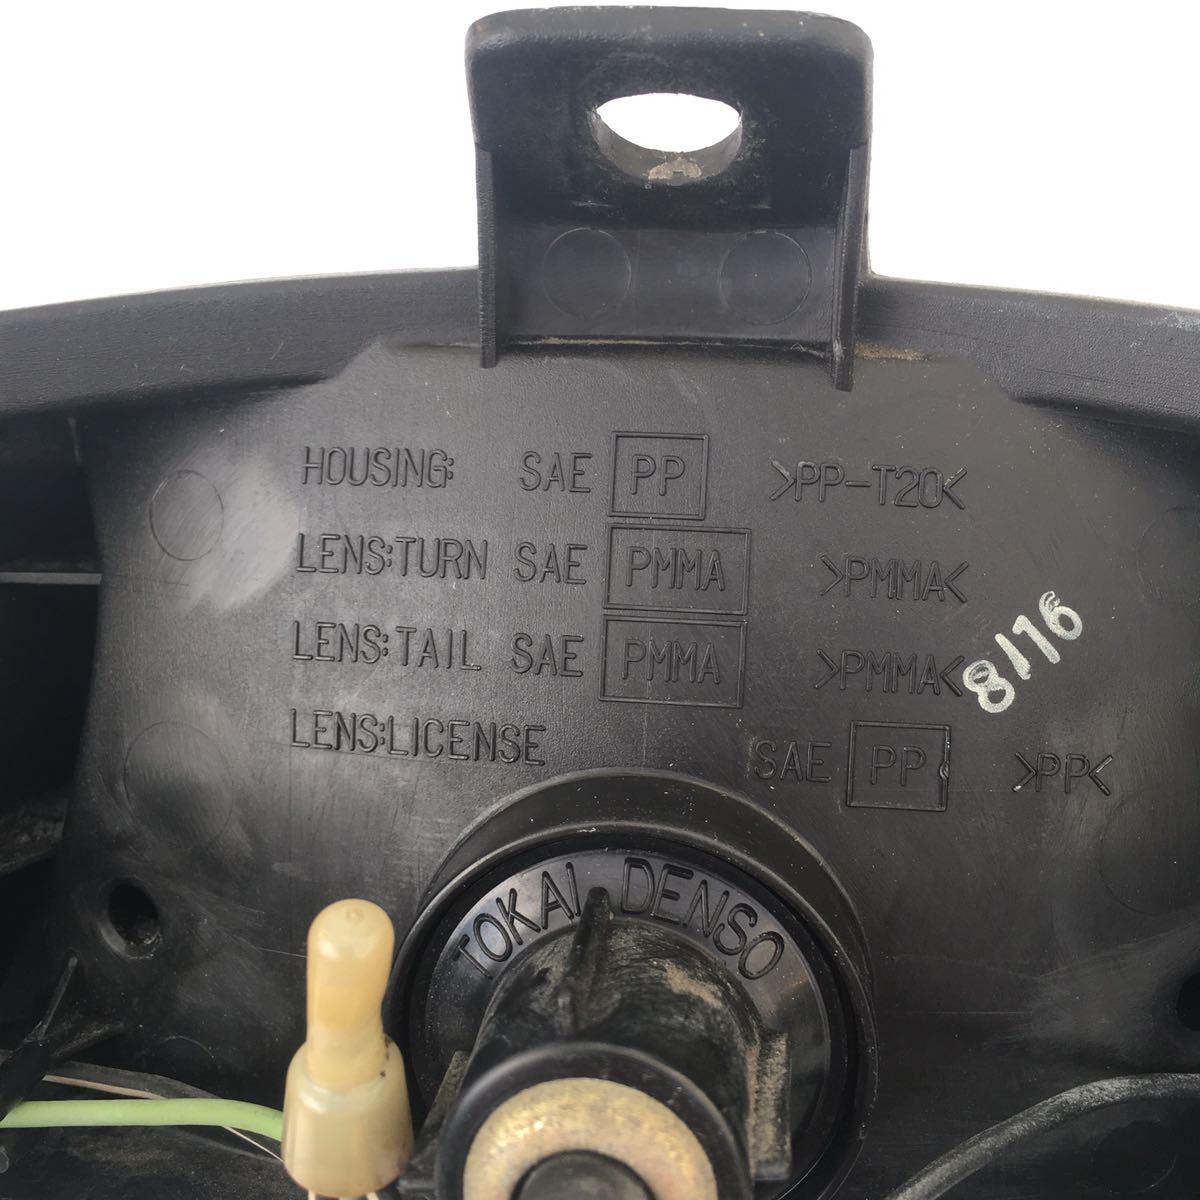 HOUSING: SAE PP >PP-T20<
LENS:TURN SAE PMMA >PMMA<
LENS:TAIL SAE PMMA >PMMA<
8/16
LENS:LICENSE SAE PP >PP<
TOKAI DENSO